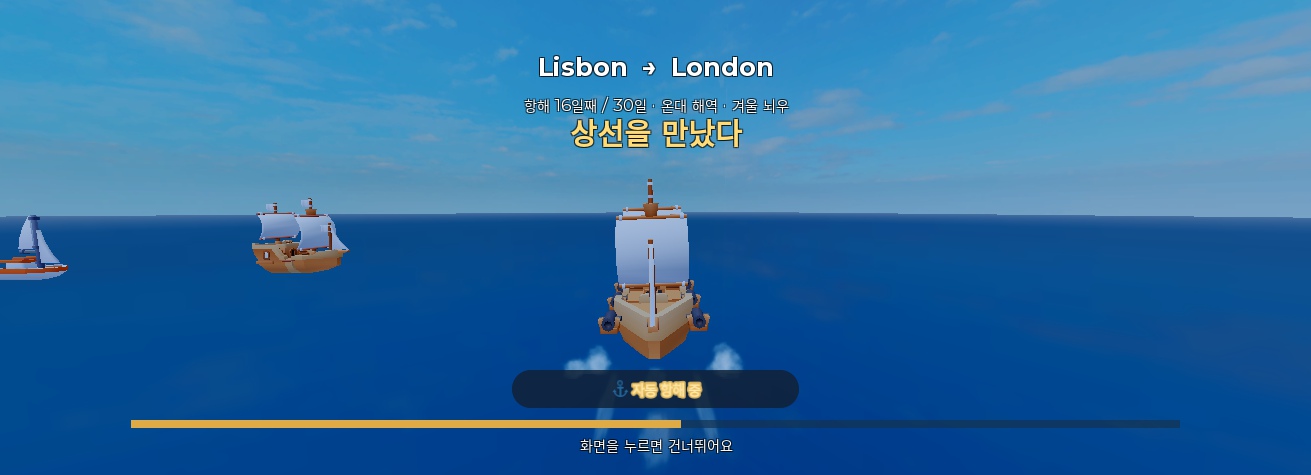 Lisbon → London
항해 16일째 / 30일 · 온대 해역 · 겨울 뇌우
상선을 만났다
자동 항해 중
화면을 누르면 건너뛰어요